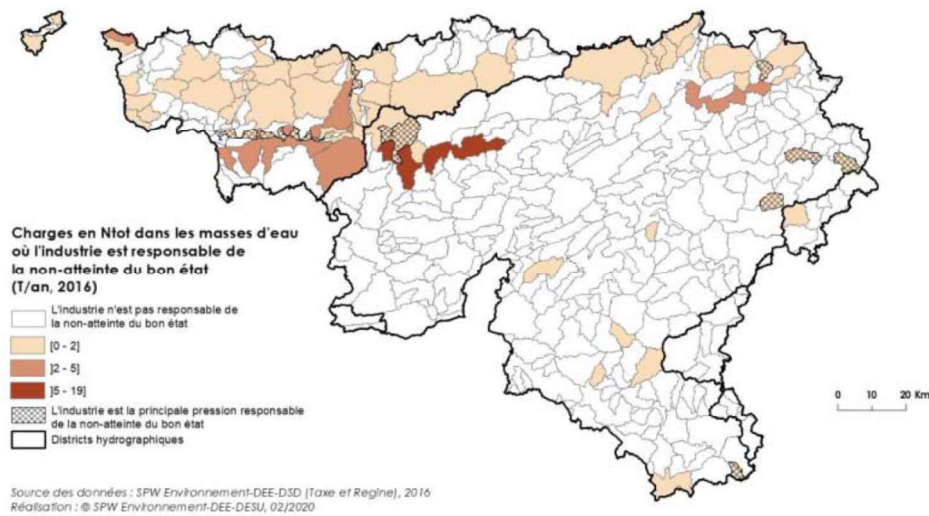 Charges en Ntot dans les masses d'eau
où l'industrie est responsable de
la non-atteinte du bon état
(T/an, 2016)
L'industrie n'est pas responsable de
la non-atteinte du bon état
[0 - 2]
]2 - 5]
]5 - 19]
L'industrie est la principale pression responsable
de la non-atteinte du bon état
Districts hydrographiques
0 10 20 Km
Source des données : SPW Environnement-DEE-DSD (Taxe et Regine), 2016
Réalisation : © SPW Environnement-DEE-DESU, 02/2020